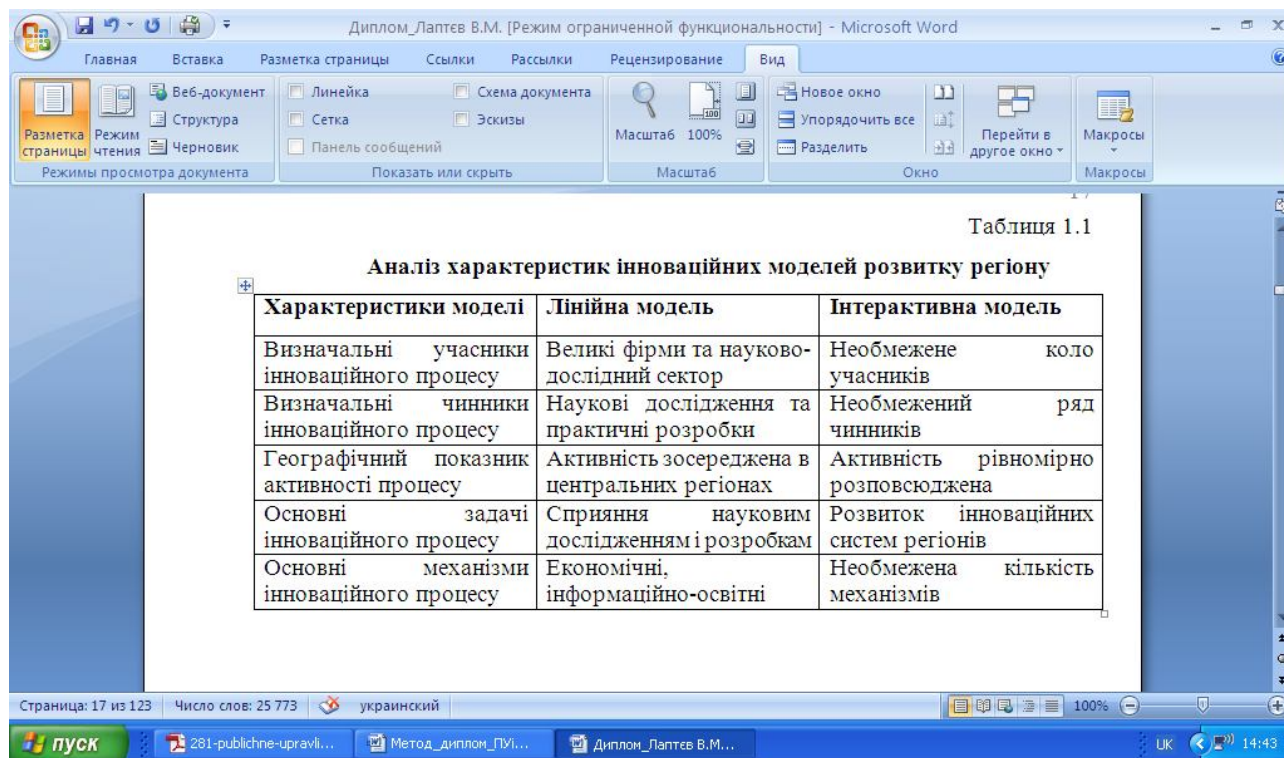 Диплом_Лаптєв В.М. [Режим ограниченной функциональности] - Microsoft Word
Главная Вставка Разметка страницы Ссылки Рассылки Рецензирование Вид
Разметка страницы
Режим чтения
Веб-документ
Структура
Черновик
Режимы просмотра документа
Линейка
Сетка
Панель сообщений
Схема документа
Эскизы
Показать или скрыть
Масштаб
100%
Масштаб
Новое окно
Упорядочить все
Разделить
Перейти в другое окно
Окно
Макросы
Макросы
Таблиця 1.1
Аналіз характеристик інноваційних моделей розвитку регіону
Характеристики моделі Лінійна модель Інтерактивна модель
Визначальні учасники Великі фірми та науково- Необмежене коло
інноваційного процесу дослідний сектор учасників
Визначальні чинники Наукові дослідження та Необмежений ряд
інноваційного процесу практичні розробки чинників
Географічний показник Активність зосереджена в Активність рівномірно
активності процесу центральних регіонах розповсюджена
Основні задачі Сприяння науковим Розвиток інноваційних
інноваційного процесу дослідженням і розробкам систем регіонів
Основні механізми Економічні, Необмежена кількість
інноваційного процесу інформаційно-освітні механізмів
Страница: 17 из 123 Число слов: 25 773 украинский 100%
пуск 281-publichne-upravli... Метод_диплом_ПУі... Диплом_Лаптєв В.М... UK 14:43